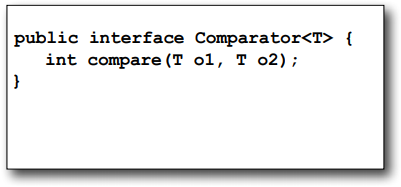 public interface Comparator<T> {
   int compare(T o1, T o2);
}